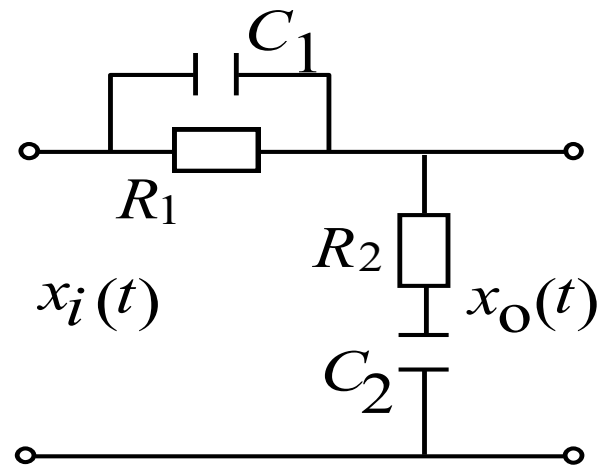 C₁
R₁
R₂
xᵢ(t)
xₒ(t)
C₂